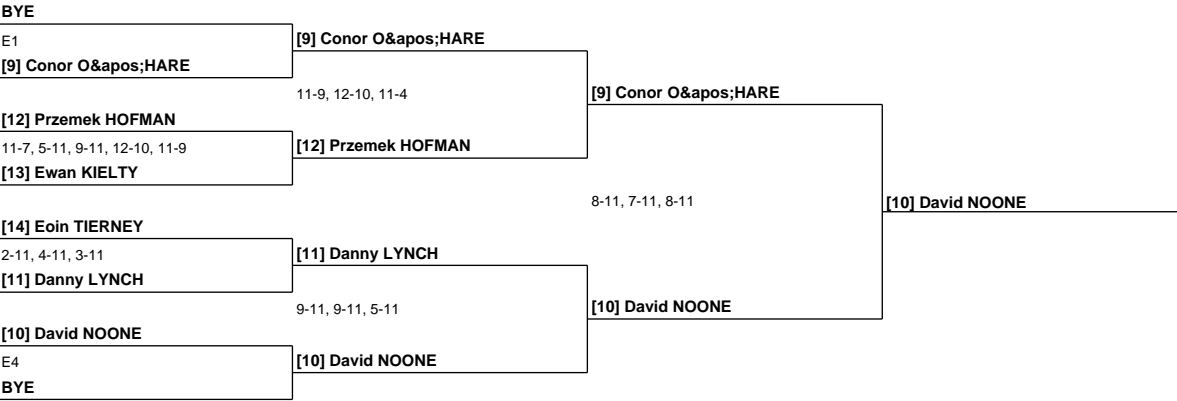 BYE
E1
[9] Conor O&apos;HARE
[9] Conor O&apos;HARE
11-9, 12-10, 11-4
[9] Conor O&apos;HARE
[12] Przemek HOFMAN
11-7, 5-11, 9-11, 12-10, 11-9
[12] Przemek HOFMAN
[13] Ewan KIELTY
8-11, 7-11, 8-11
[10] David NOONE
[14] Eoin TIERNEY
2-11, 4-11, 3-11
[11] Danny LYNCH
[11] Danny LYNCH
9-11, 9-11, 5-11
[10] David NOONE
[10] David NOONE
E4
[10] David NOONE
BYE